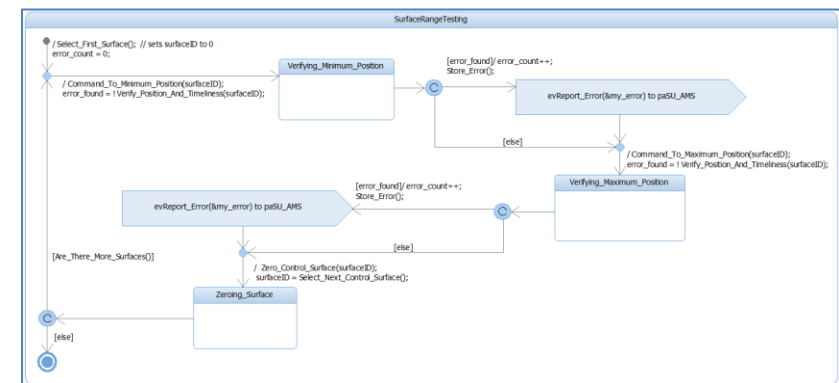 SurfaceRangeTesting
/ Select_First_Surface(); // sets surfaceID to 0
error_count = 0;
/ Command_To_Minimum_Position(surfaceID);
error_found = ! Verify_Position_And_Timeliness(surfaceID);
Verifying_Minimum_Position
C
[error_found]/ error_count++;
Store_Error();
evReport_Error(&my_error) to paSU_AMS
[else]
/ Command_To_Maximum_Position(surfaceID);
error_found = ! Verify_Position_And_Timeliness(surfaceID);
Verifying_Maximum_Position
C
[error_found]/ error_count++;
Store_Error();
evReport_Error(&my_error) to paSU_AMS
[else]
/ Zero_Control_Surface(surfaceID);
surfaceID = Select_Next_Control_Surface();
Zeroing_Surface
[Are_There_More_Surfaces()]
C
[else]